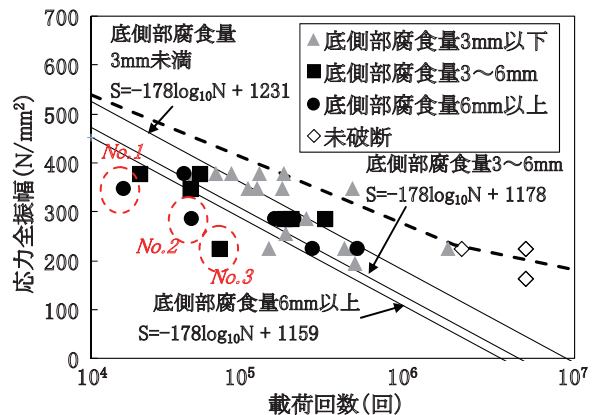 底側部腐食量
3mm未満
S=−178log10N + 1231
▲底側部腐食量3mm以下
■底側部腐食量3～6mm
●底側部腐食量6mm以上
◇未破断
底側部腐食量3～6mm
S=−178log10N + 1178
No.1
No.2
No.3
底側部腐食量6mm以上
S=−178log10N + 1159
応力全振幅(N/mm²)
700
600
500
400
300
200
100
0
10⁴
10⁵
10⁶
10⁷
載荷回数(回)